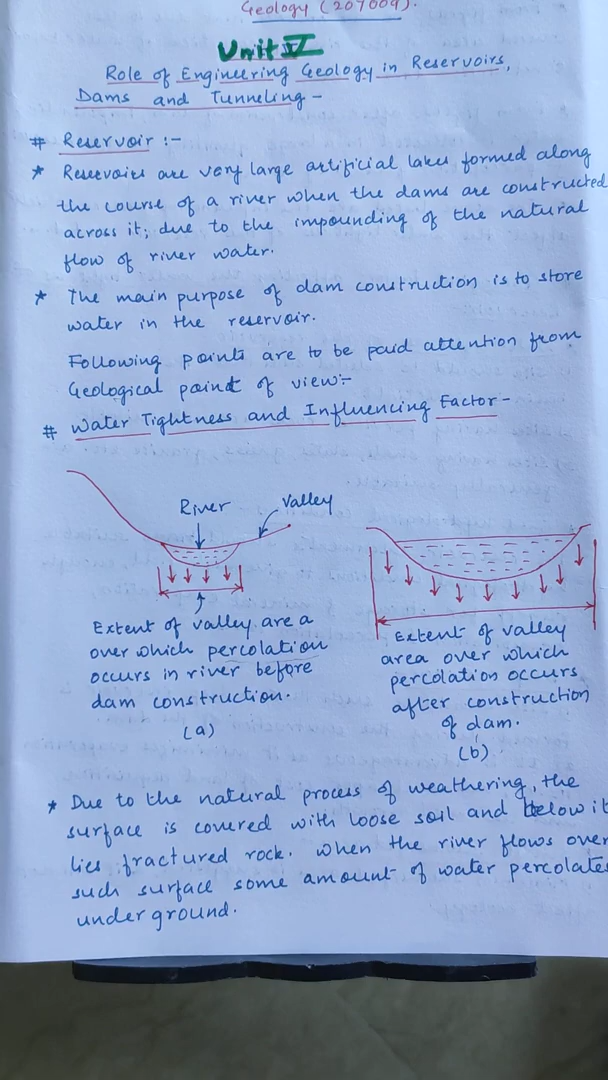 Geology (207009).
Unit V
Role of Engineering Geology in Reservoirs,
Dams and Tunneling -
# Reservoir :-
* Reservoirs are very large artificial lakes formed along
the course of a river when the dams are constructed
across it; due to the impounding of the natural
flow of river water.
* The main purpose of dam construction is to store
water in the reservoir.
Following points are to be paid attention from
Geological point of view:-
# Water Tightness and Influencing Factor -
River
Valley
Extent of valley are a
over which percolation
occurs in river before
dam construction.
(a)
Extent of valley
area over which
percolation occurs
after construction
of dam.
(b)
* Due to the natural process of weathering, the
surface is covered with loose soil and below it
lies fractured rock. When the river flows over
such surface some amount of water percolates
under ground.